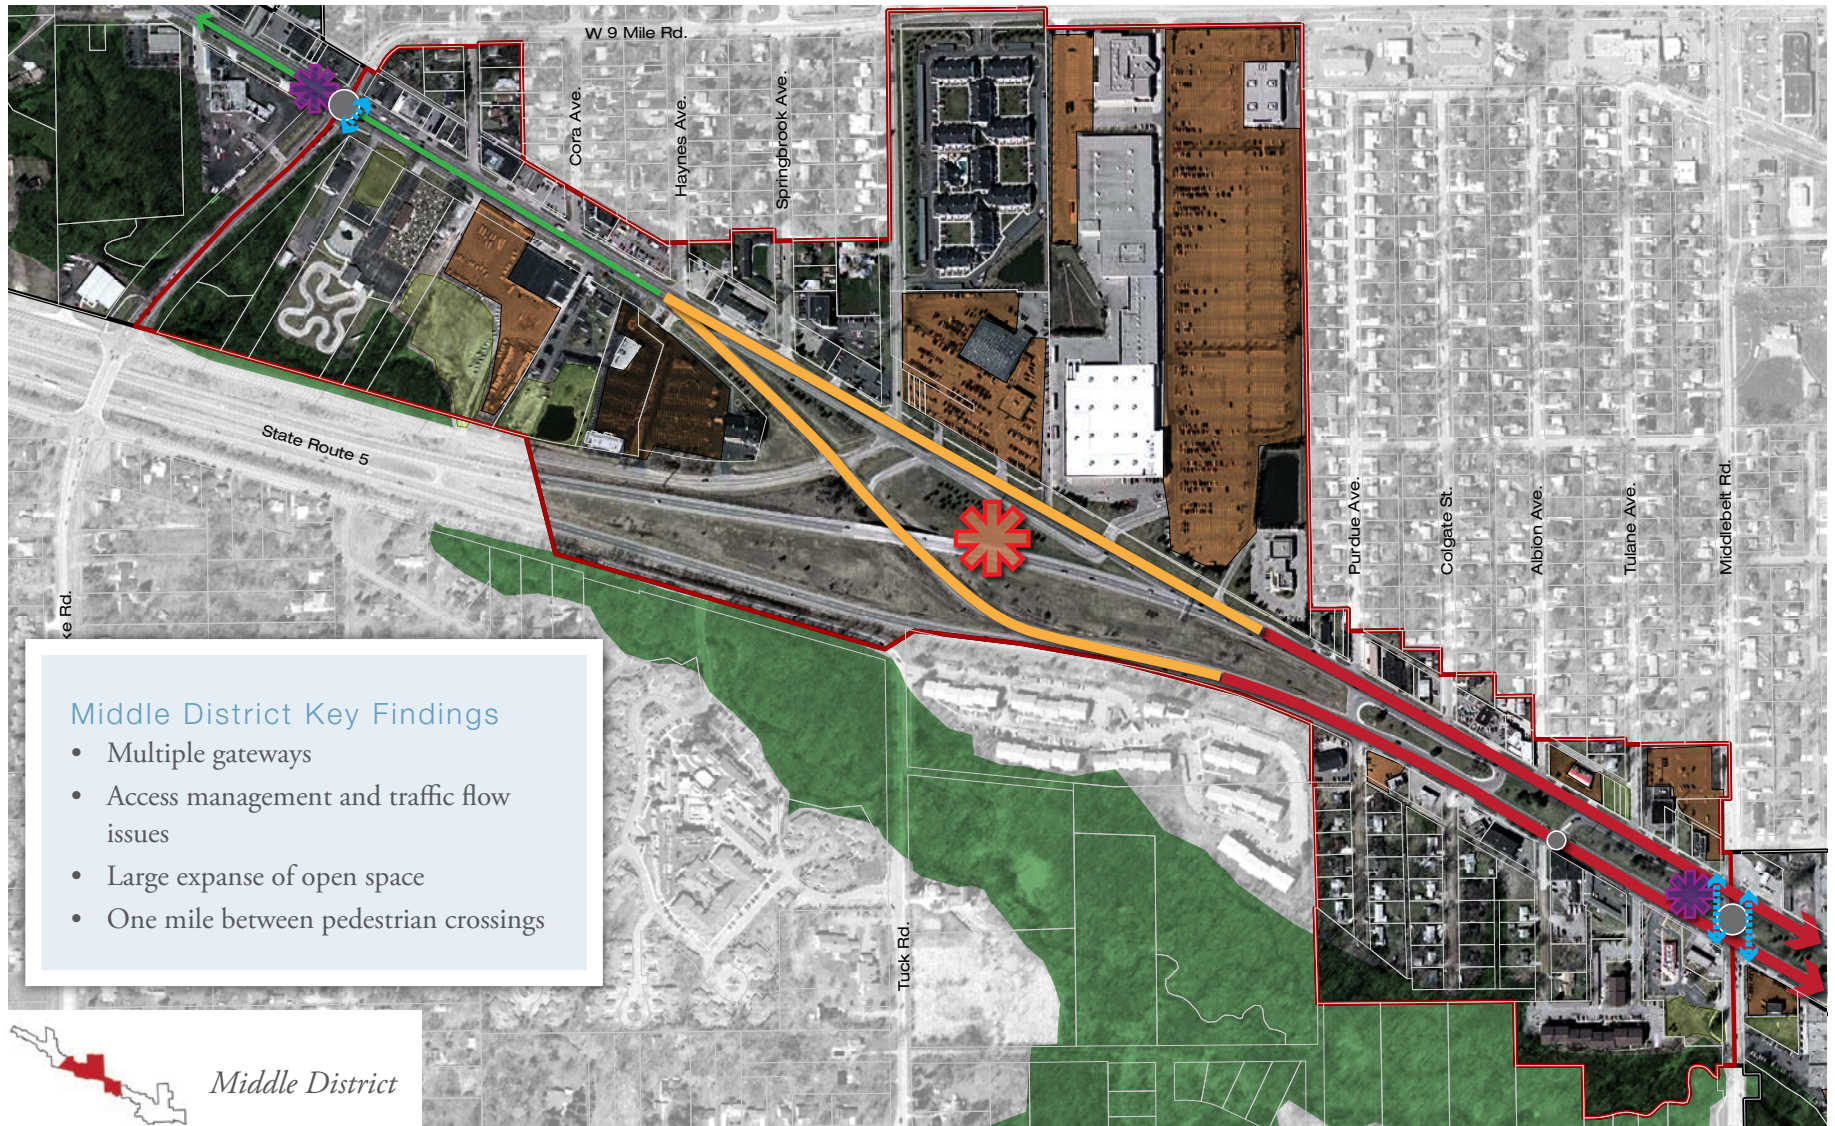 W 9 Mile Rd.
Cora Ave.
Haynes Ave.
Springbrook Ave.
State Route 5
Purdue Ave.
Colgate St.
Albion Ave.
Tulane Ave.
Middlebelt Rd.
ke Rd.
Tuck Rd.
Middle District Key Findings
• Multiple gateways
• Access management and traffic flow
issues
• Large expanse of open space
• One mile between pedestrian crossings
Middle District